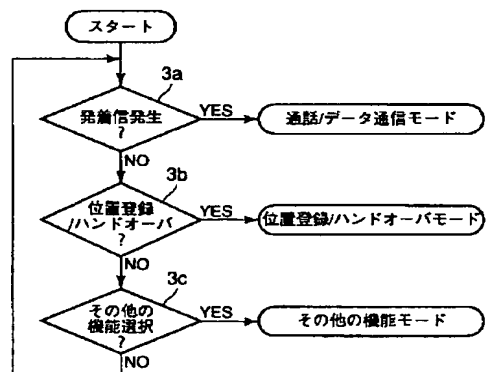 スタート
3a
発着信発生
?
YES
通話/データ通信モード
NO
3b
位置登録
/ハンドオーバ
?
YES
位置登録/ハンドオーバモード
NO
3c
その他の
機能選択
?
YES
その他の機能モード
NO